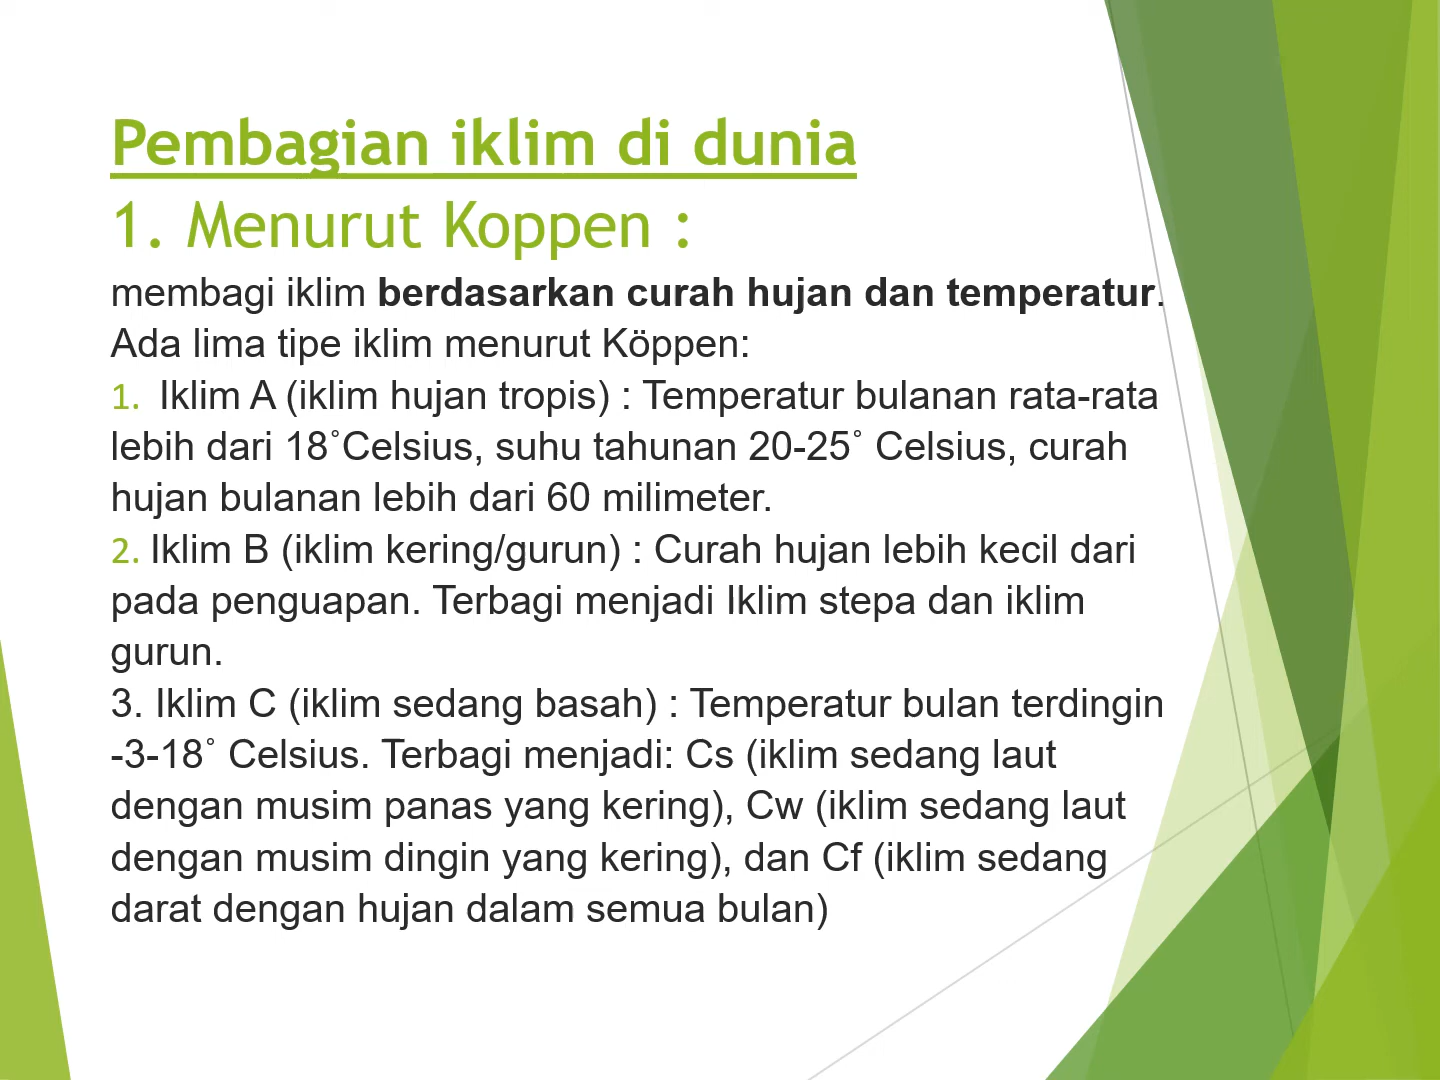 Pembagian iklim di dunia
1. Menurut Koppen :
membagi iklim berdasarkan curah hujan dan temperatur.
Ada lima tipe iklim menurut Köppen:
1. Iklim A (iklim hujan tropis) : Temperatur bulanan rata-rata
lebih dari 18˚Celsius, suhu tahunan 20-25˚ Celsius, curah
hujan bulanan lebih dari 60 milimeter.
2. Iklim B (iklim kering/gurun) : Curah hujan lebih kecil dari
pada penguapan. Terbagi menjadi Iklim stepa dan iklim
gurun.
3. Iklim C (iklim sedang basah) : Temperatur bulan terdingin
-3-18˚ Celsius. Terbagi menjadi: Cs (iklim sedang laut
dengan musim panas yang kering), Cw (iklim sedang laut
dengan musim dingin yang kering), dan Cf (iklim sedang
darat dengan hujan dalam semua bulan)